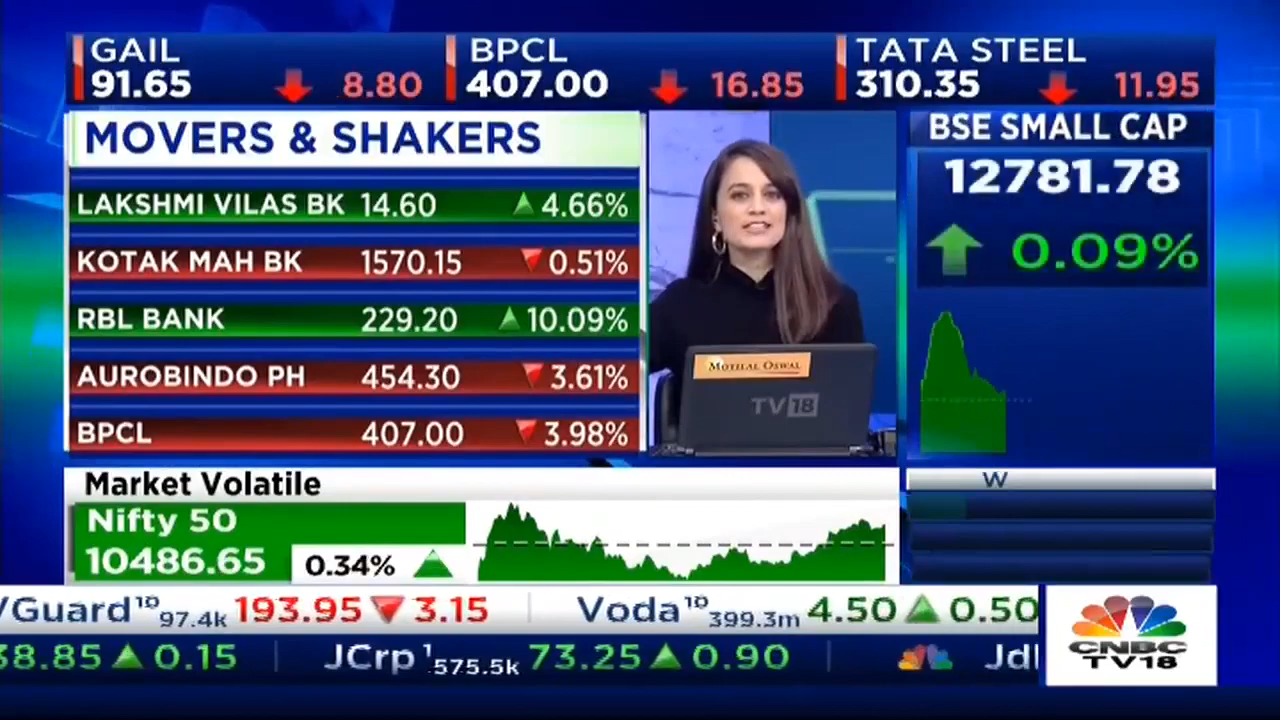 GAIL
91.65 8.80
BPCL
407.00 16.85
TATA STEEL
310.35 11.95
MOVERS & SHAKERS
LAKSHMI VILAS BK 14.60 4.66%
KOTAK MAH BK 1570.15 0.51%
RBL BANK 229.20 10.09%
AUROBINDO PH 454.30 3.61%
BPCL 407.00 3.98%
MOTILAL OSWAL
TV18
BSE SMALL CAP
12781.78
0.09%
Market Volatile
Nifty 50
10486.65 0.34%
W
VGuard 1D 97.4k 193.95 3.15 Voda 1D 399.3m 4.50 0.50
38.85 0.15 JCrp 1 575.5k 73.25 0.90
CNBC
TV18